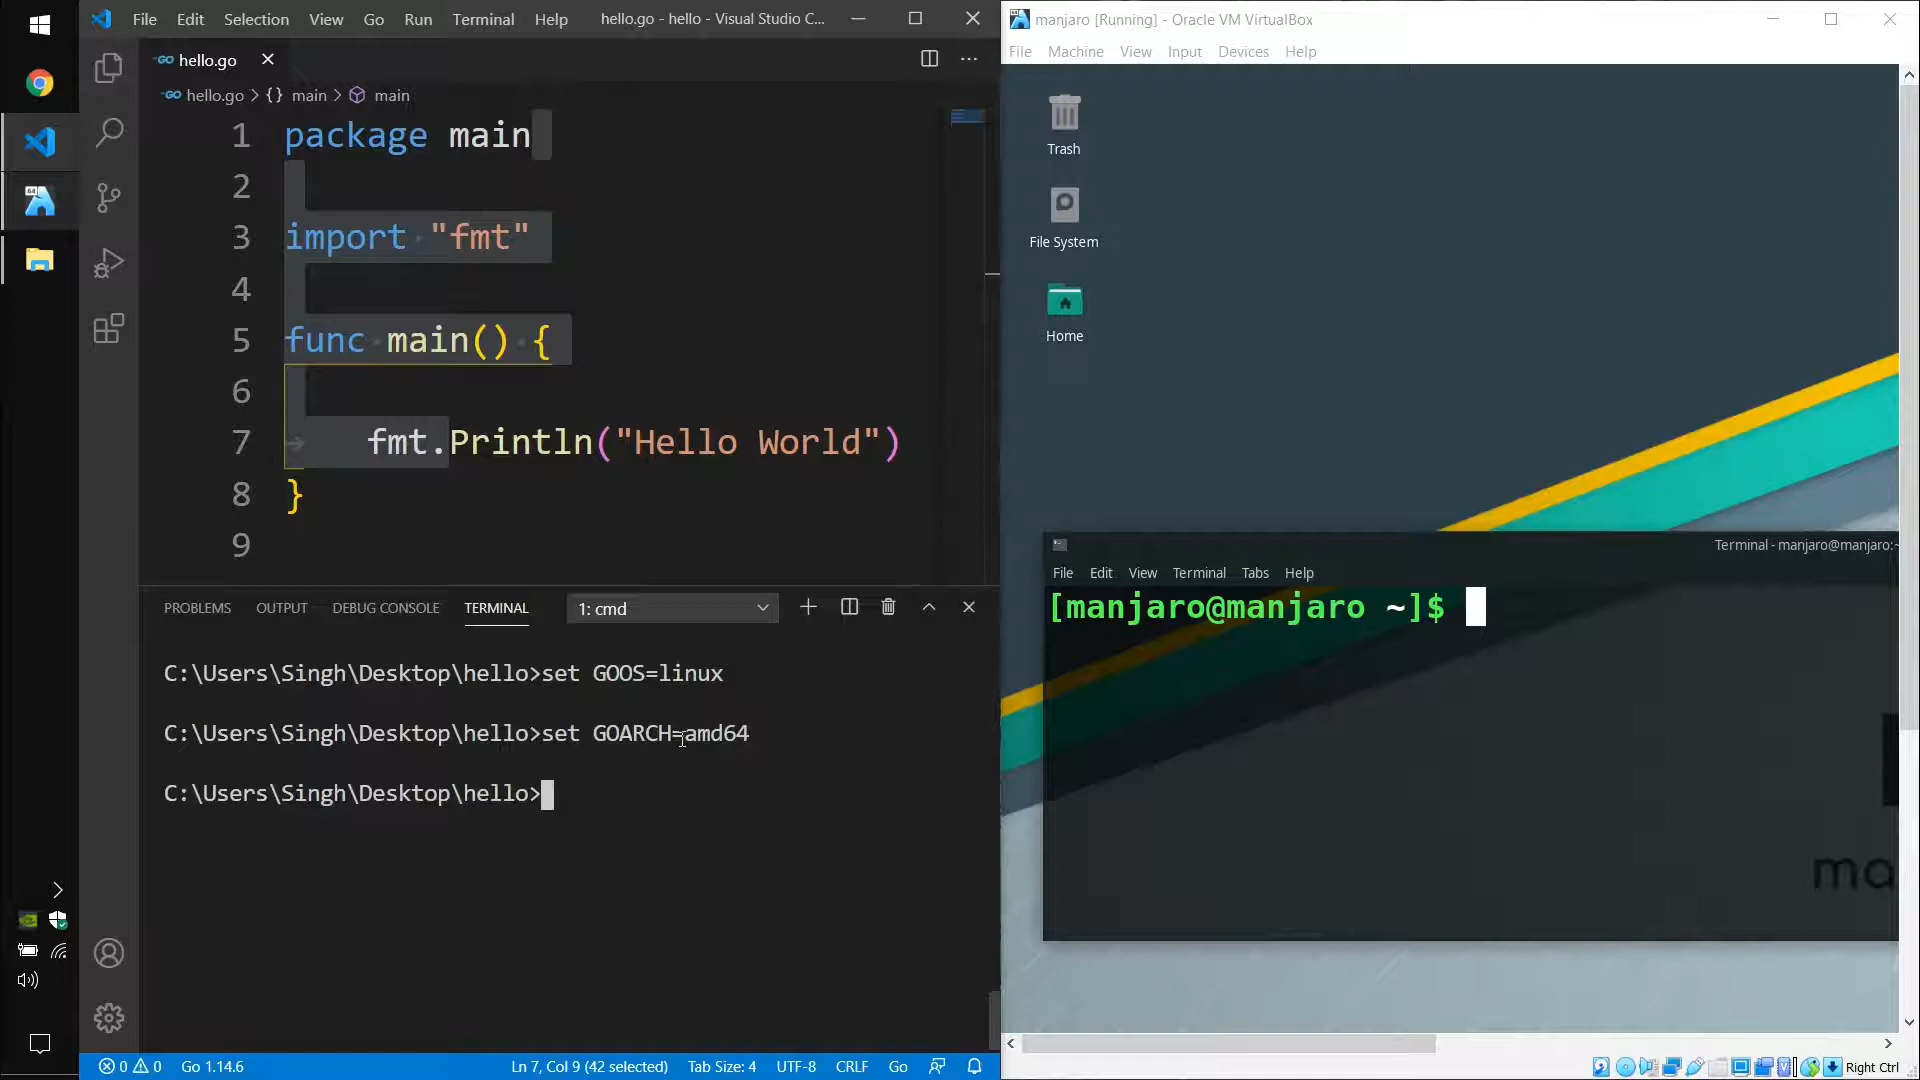 File Edit Selection View Go Run Terminal Help hello.go - hello - Visual Studio C...
hello.go
hello.go > {} main > main
1 package main
2
3 import "fmt"
4
5 func main() {
6
7 fmt.Println("Hello World")
8 }
9
PROBLEMS OUTPUT DEBUG CONSOLE TERMINAL 1: cmd
C:\Users\Singh\Desktop\hello>set GOOS=linux
C:\Users\Singh\Desktop\hello>set GOARCH=amd64
C:\Users\Singh\Desktop\hello>
0 0 Go 1.14.6 Ln 7, Col 9 (42 selected) Tab Size: 4 UTF-8 CRLF Go
manjaro [Running] - Oracle VM VirtualBox
File Machine View Input Devices Help
Trash
File System
Home
Terminal - manjaro@manjaro:~
File Edit View Terminal Tabs Help
[manjaro@manjaro ~]$
ma
Right Ctrl